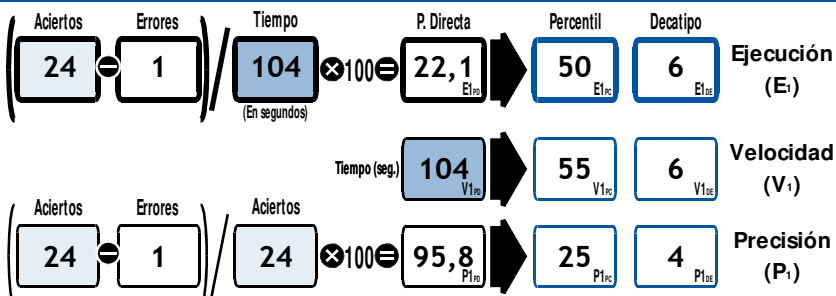 Aciertos Errores Tiempo P. Directa Percentil Decatipo
( 24 ⊖ 1 ) / 104 ⊗100⊜ 22,1 E1PD 50 E1PC 6 E1DE Ejecución
(En segundos) (E1)
Tiempo (seg.) 104 V1PD 55 V1PC 6 V1DE Velocidad
(V1)
Aciertos Errores Aciertos
( 24 ⊖ 1 ) / 24 ⊗100⊜ 95,8 P1PD 25 P1PC 4 P1DE Precisión
(P1)